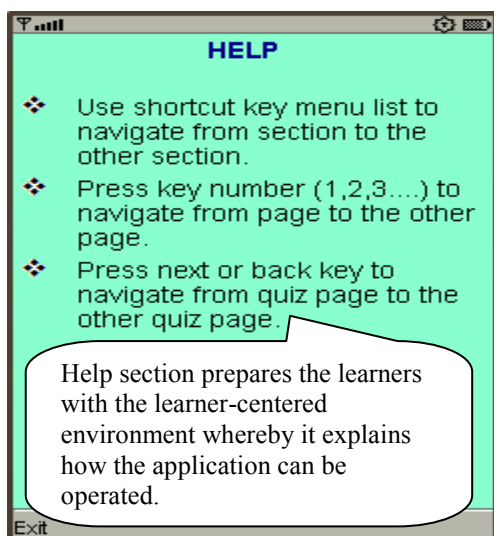 HELP
Use shortcut key menu list to
navigate from section to the
other section.
Press key number (1,2,3....) to
navigate from page to the other
page.
Press next or back key to
navigate from quiz page to the
other quiz page.
Help section prepares the learners
with the learner-centered
environment whereby it explains
how the application can be
operated.
Exit